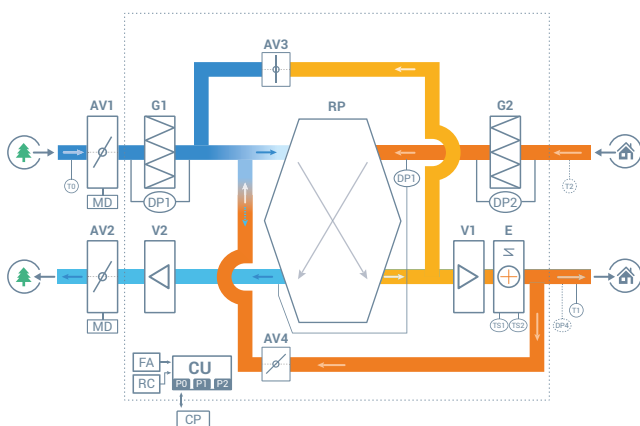 AV3
AV1
G1
RP
G2
T0
MD
DP1
DP1
DP2
T2
AV2
V2
V1
E
MD
TS1
TS2
DP4
T1
AV4
FA
RC
CU
P0 P1 P2
CP